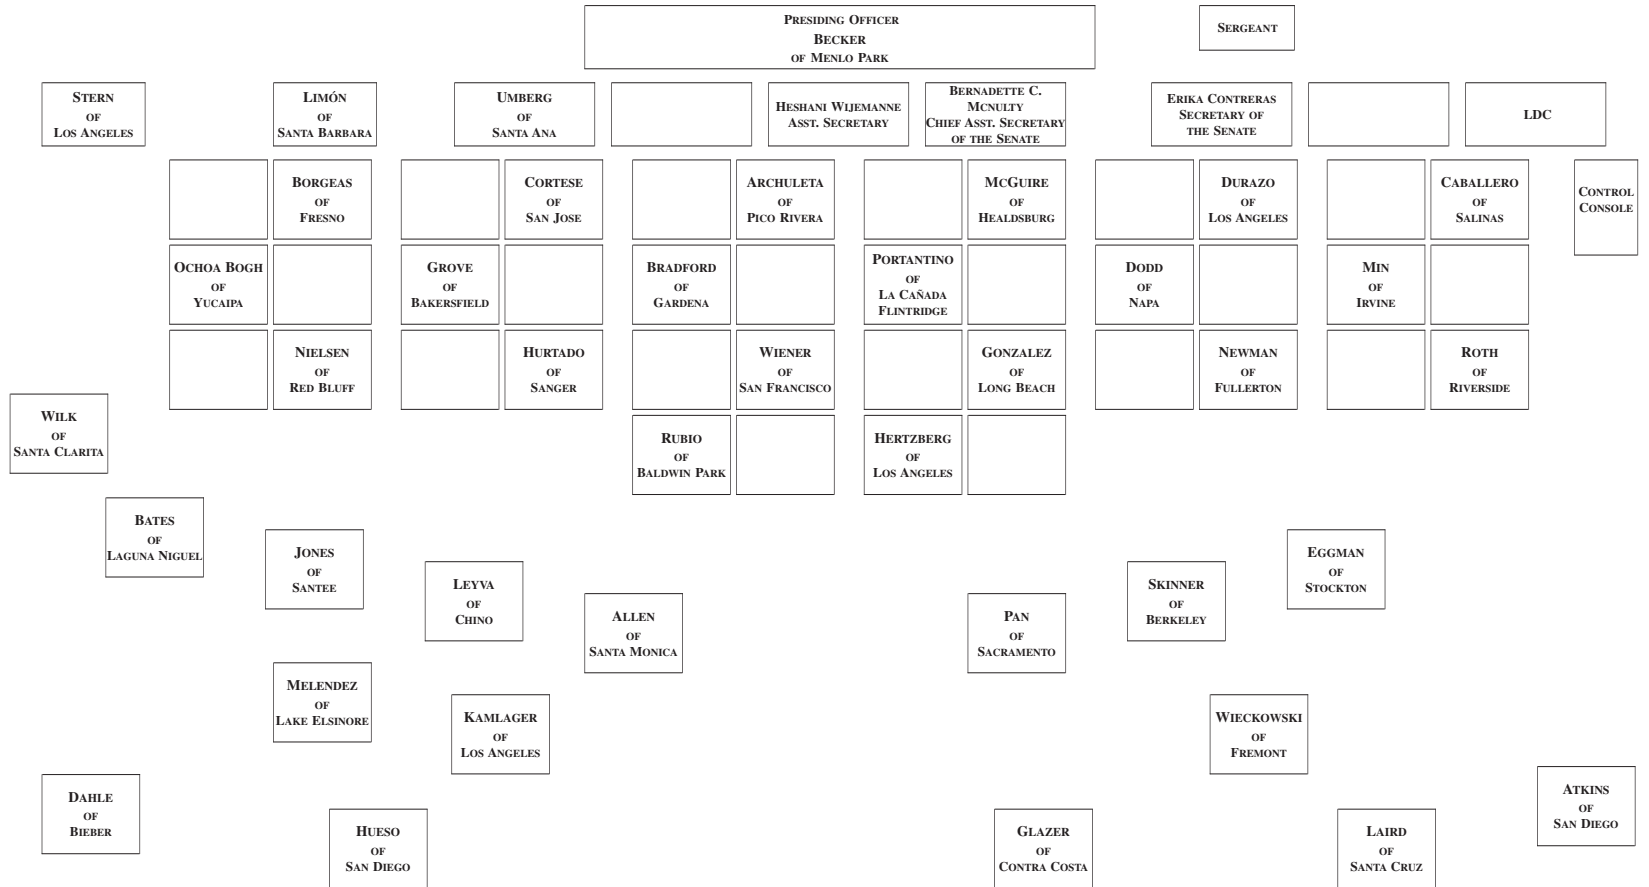 Presiding Officer
Becker
of Menlo Park
Sergeant
Stern
of
Los Angeles
Limón
of
Santa Barbara
Umberg
of
Santa Ana
Heshani Wijemanne
Asst. Secretary
Bernadette C.
Mcnulty
Chief Asst. Secretary
of the Senate
Erika Contreras
Secretary of
the Senate
LDC
Borgeas
of
Fresno
Cortese
of
San Jose
Archuleta
of
Pico Rivera
McGuire
of
Healdsburg
Durazo
of
Los Angeles
Caballero
of
Salinas
Control
Console
Ochoa Bogh
of
Yucaipa
Grove
of
Bakersfield
Bradford
of
Gardena
Portantino
of
La Cañada
Flintridge
Dodd
of
Napa
Min
of
Irvine
Nielsen
of
Red Bluff
Hurtado
of
Sanger
Wiener
of
San Francisco
Gonzalez
of
Long Beach
Newman
of
Fullerton
Roth
of
Riverside
Wilk
of
Santa Clarita
Rubio
of
Baldwin Park
Hertzberg
of
Los Angeles
Bates
of
Laguna Niguel
Jones
of
Santee
Leyva
of
Chino
Allen
of
Santa Monica
Pan
of
Sacramento
Skinner
of
Berkeley
Eggman
of
Stockton
Melendez
of
Lake Elsinore
Kamlager
of
Los Angeles
Wieckowski
of
Fremont
Dahle
of
Bieber
Hueso
of
San Diego
Glazer
of
Contra Costa
Laird
of
Santa Cruz
Atkins
of
San Diego